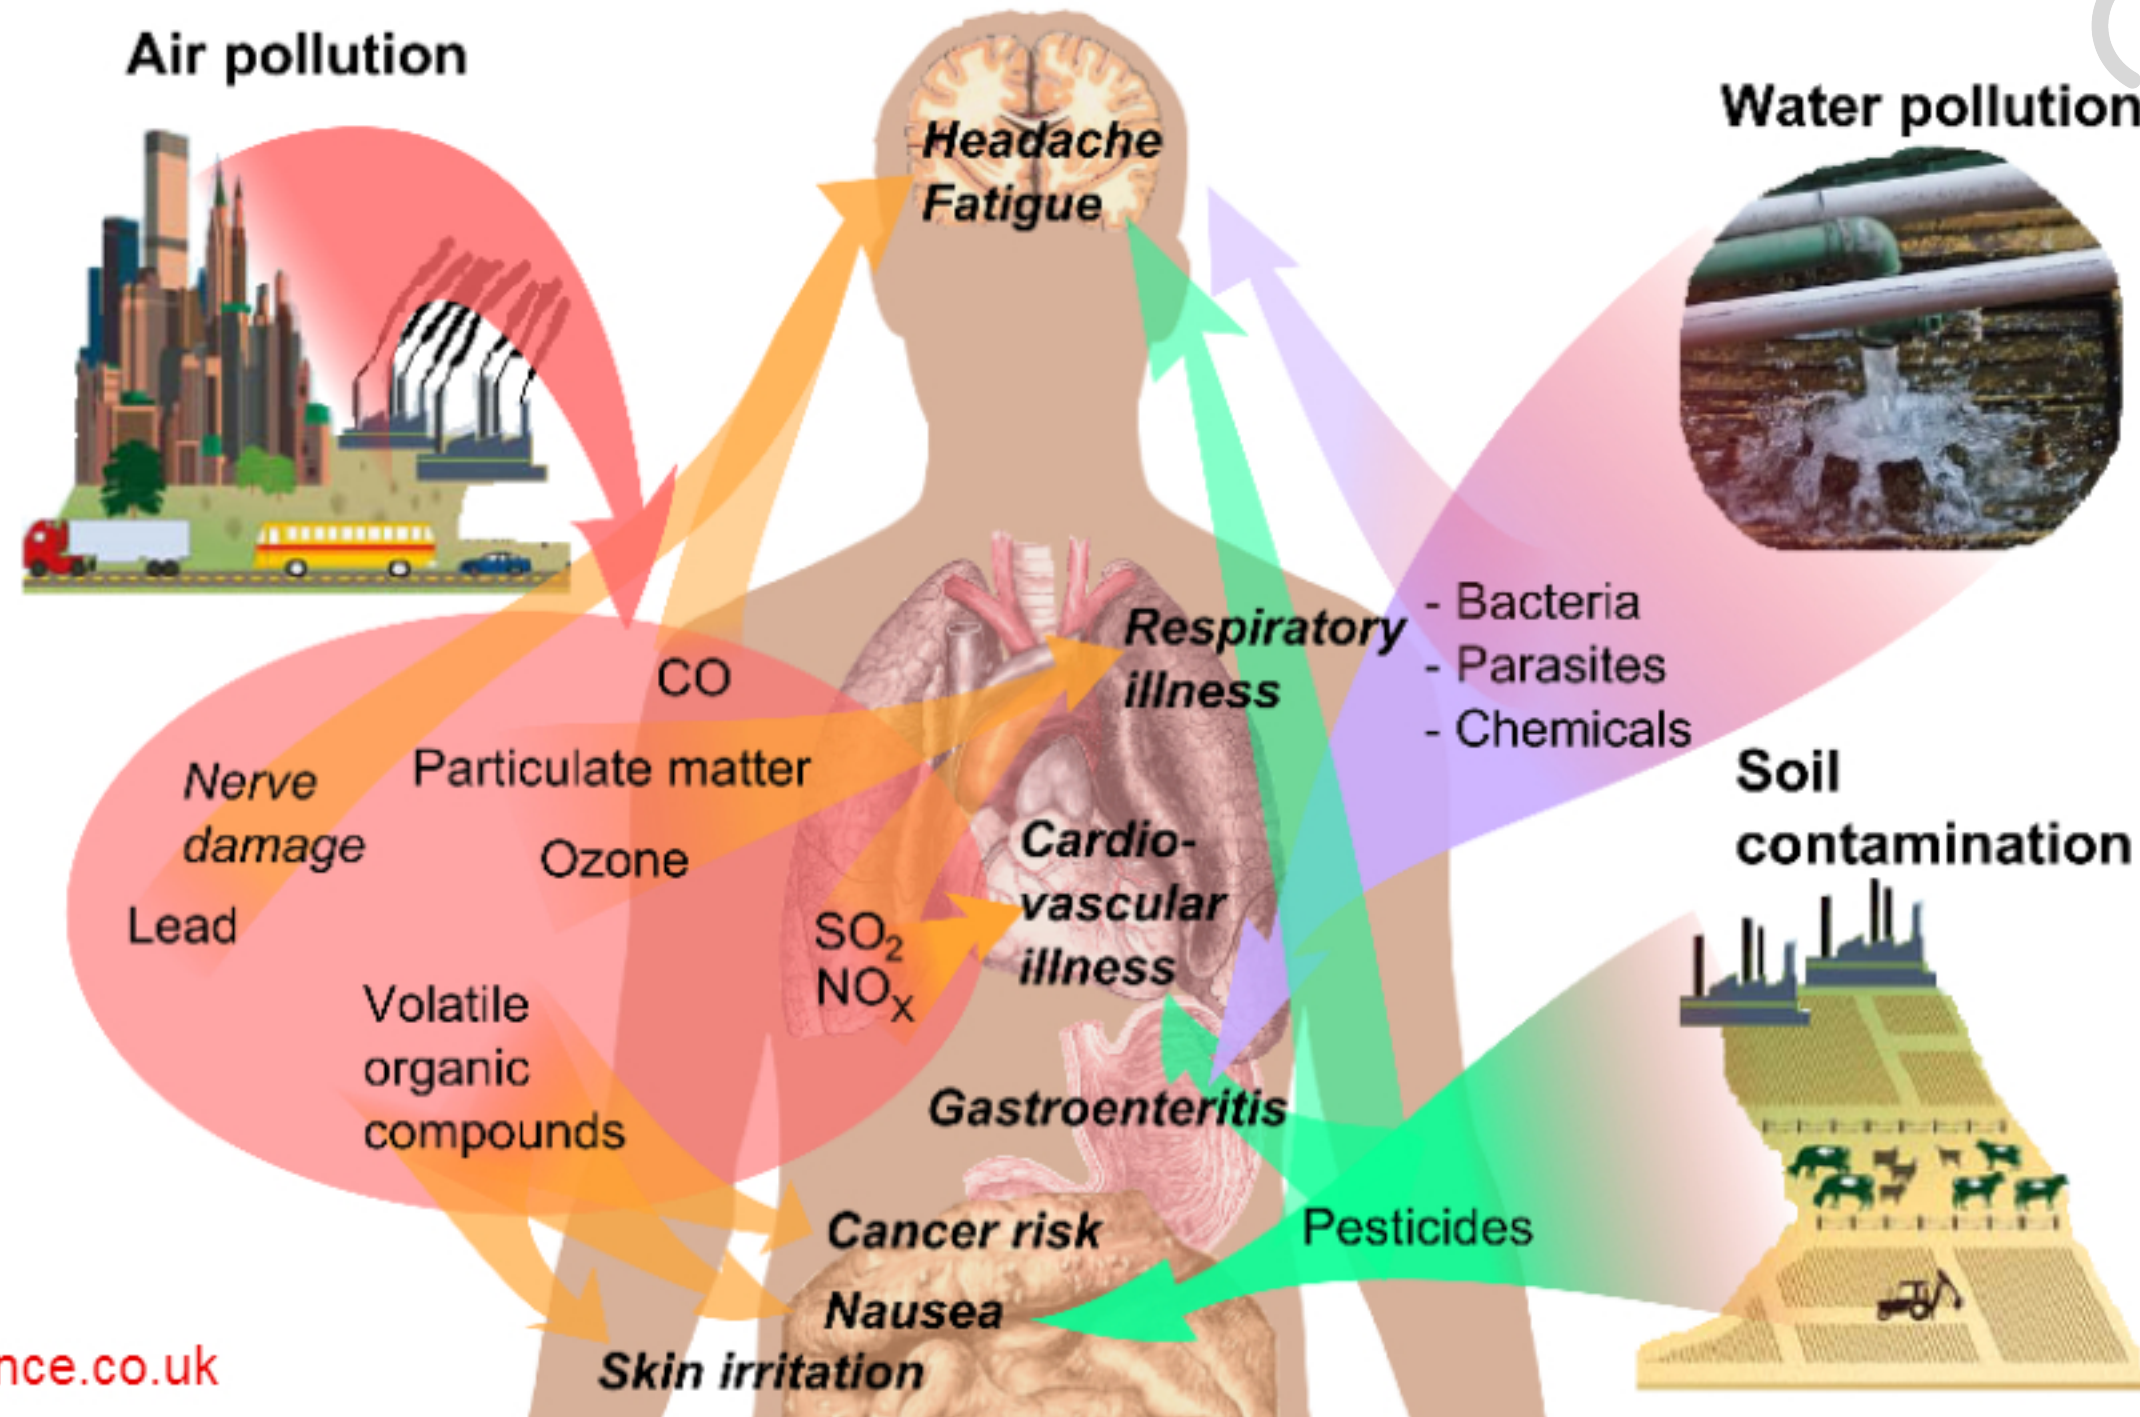 Air pollution
Water pollution
Headache
Fatigue
Respiratory
illness
- Bacteria
- Parasites
- Chemicals
CO
Particulate matter
Nerve
damage
Ozone
Lead
SO2
NOX
Cardio-
vascular
illness
Soil
contamination
Volatile
organic
compounds
Gastroenteritis
Pesticides
Cancer risk
Nausea
Skin irritation
nce.co.uk